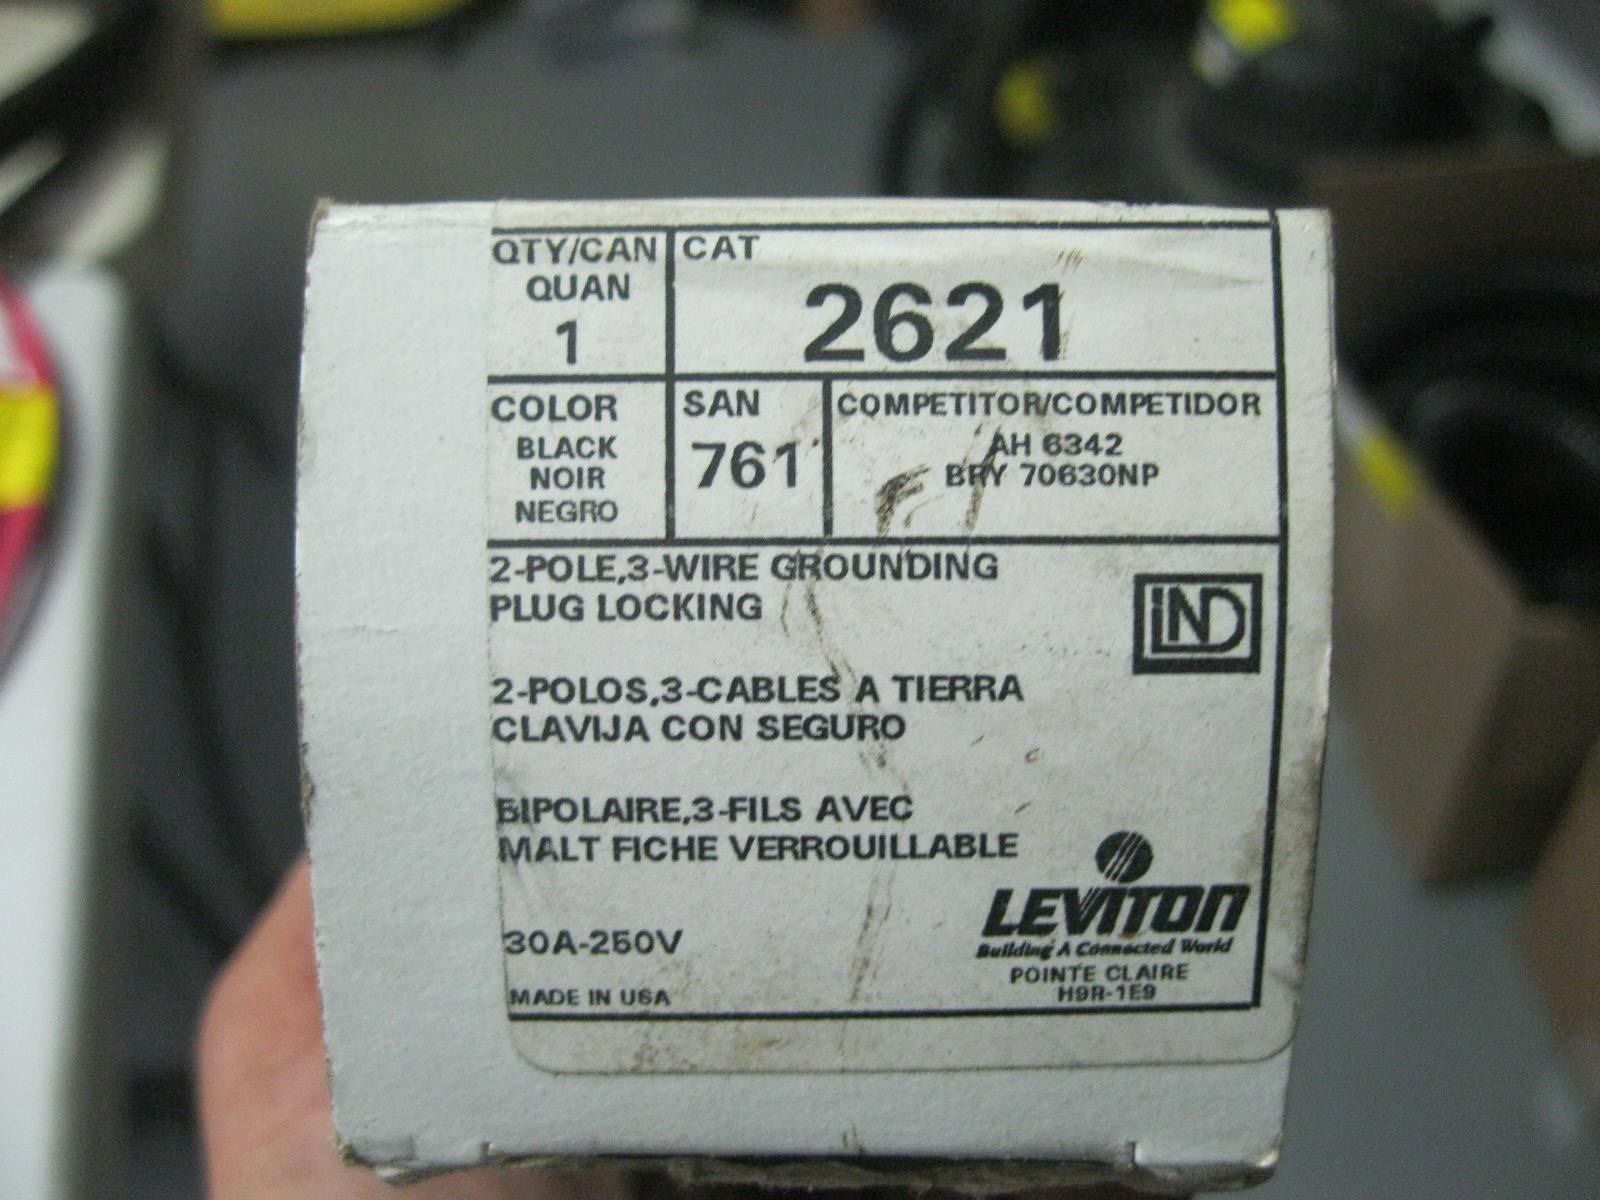 QTY/CAN
QUAN
1
CAT
2621
COLOR
BLACK
NOIR
NEGRO
SAN
761
COMPETITOR/COMPETIDOR
AH 6342
BRY 70630NP
2-POLE,3-WIRE GROUNDING
PLUG LOCKING
LIND
2-POLOS,3-CABLES A TIERRA
CLAVIJA CON SEGURO
BIPOLAIRE,3-FILS AVEC
MALT FICHE VERROUILLABLE
30A-250V
MADE IN USA
LEVITON
Building A Connected World
POINTE CLAIRE
H9R-1E9